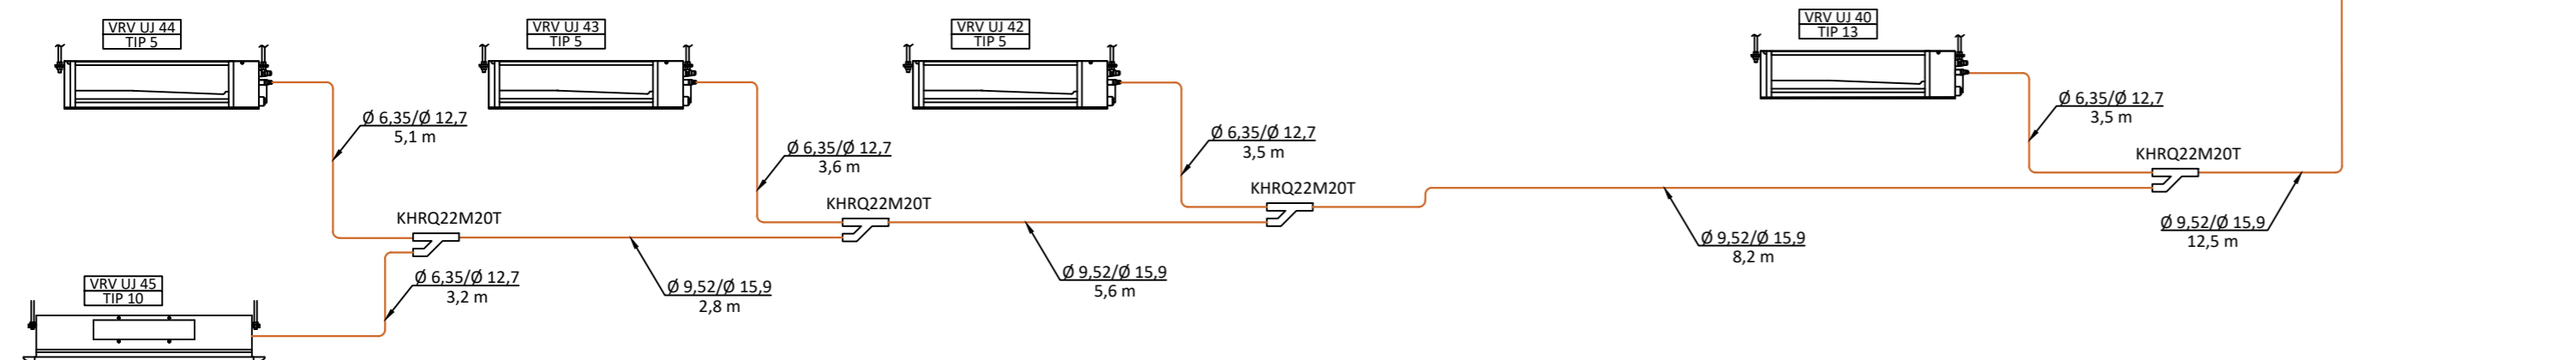 VRV UJ 44
TIP 5
VRV UJ 43
TIP 5
VRV UJ 42
TIP 5
VRV UJ 40
TIP 13
Ø 6,35/Ø 12,7
5,1 m
Ø 6,35/Ø 12,7
3,6 m
Ø 6,35/Ø 12,7
3,5 m
Ø 6,35/Ø 12,7
3,5 m
KHRQ22M20T
KHRQ22M20T
KHRQ22M20T
KHRQ22M20T
VRV UJ 45
TIP 10
Ø 6,35/Ø 12,7
3,2 m
Ø 9,52/Ø 15,9
2,8 m
Ø 9,52/Ø 15,9
5,6 m
Ø 9,52/Ø 15,9
8,2 m
Ø 9,52/Ø 15,9
12,5 m